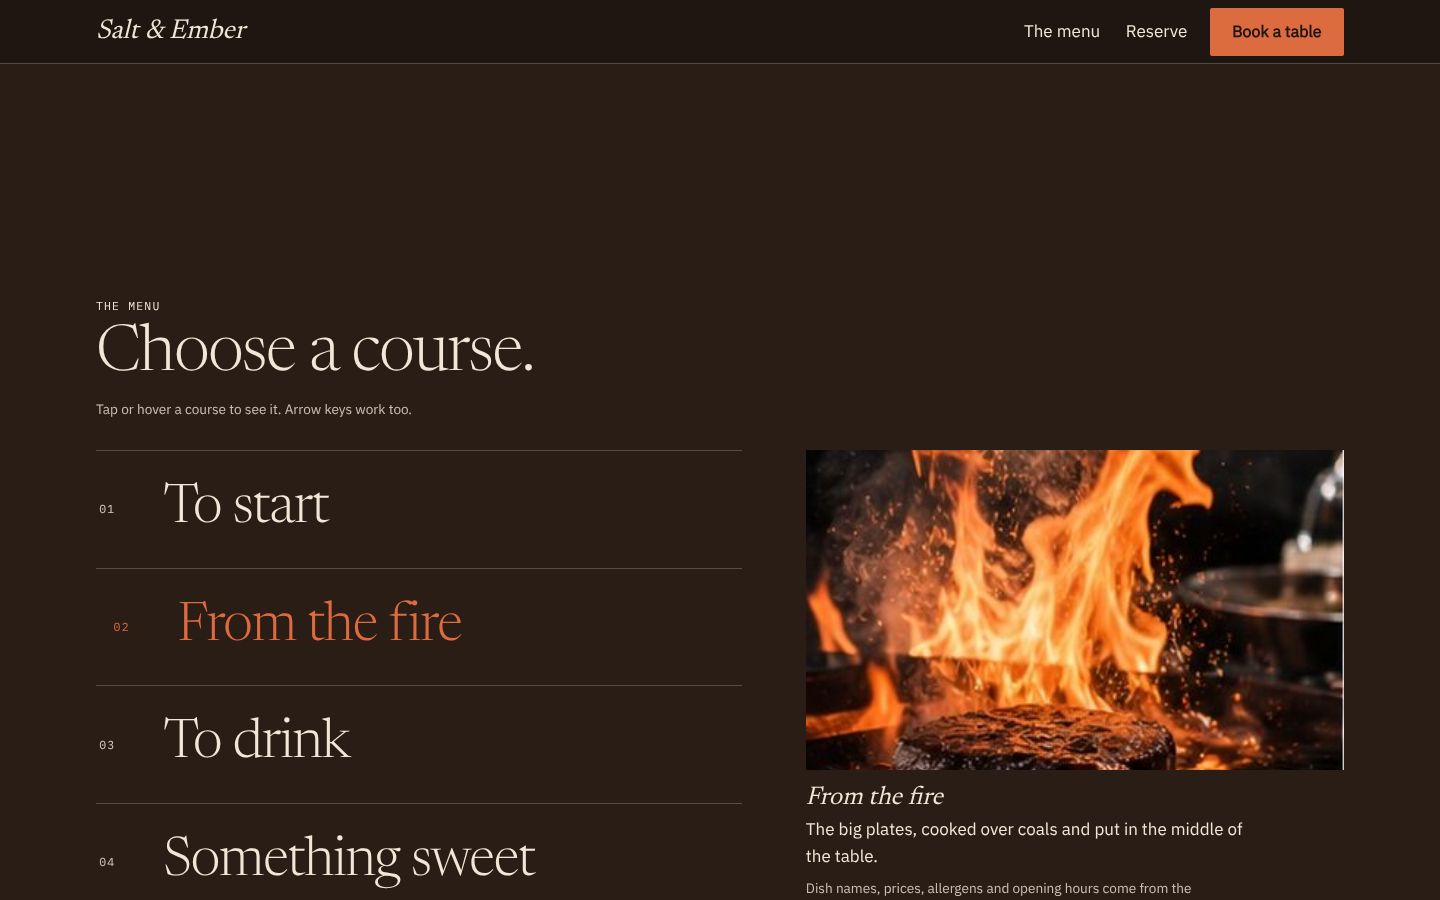 Salt & Ember
The menu
Reserve
Book a table
THE MENU
Choose a course.
Tap or hover a course to see it. Arrow keys work too.
01 To start
02 From the fire
03 To drink
04 Something sweet
From the fire
The big plates, cooked over coals and put in the middle of
the table.
Dish names, prices, allergens and opening hours come from the